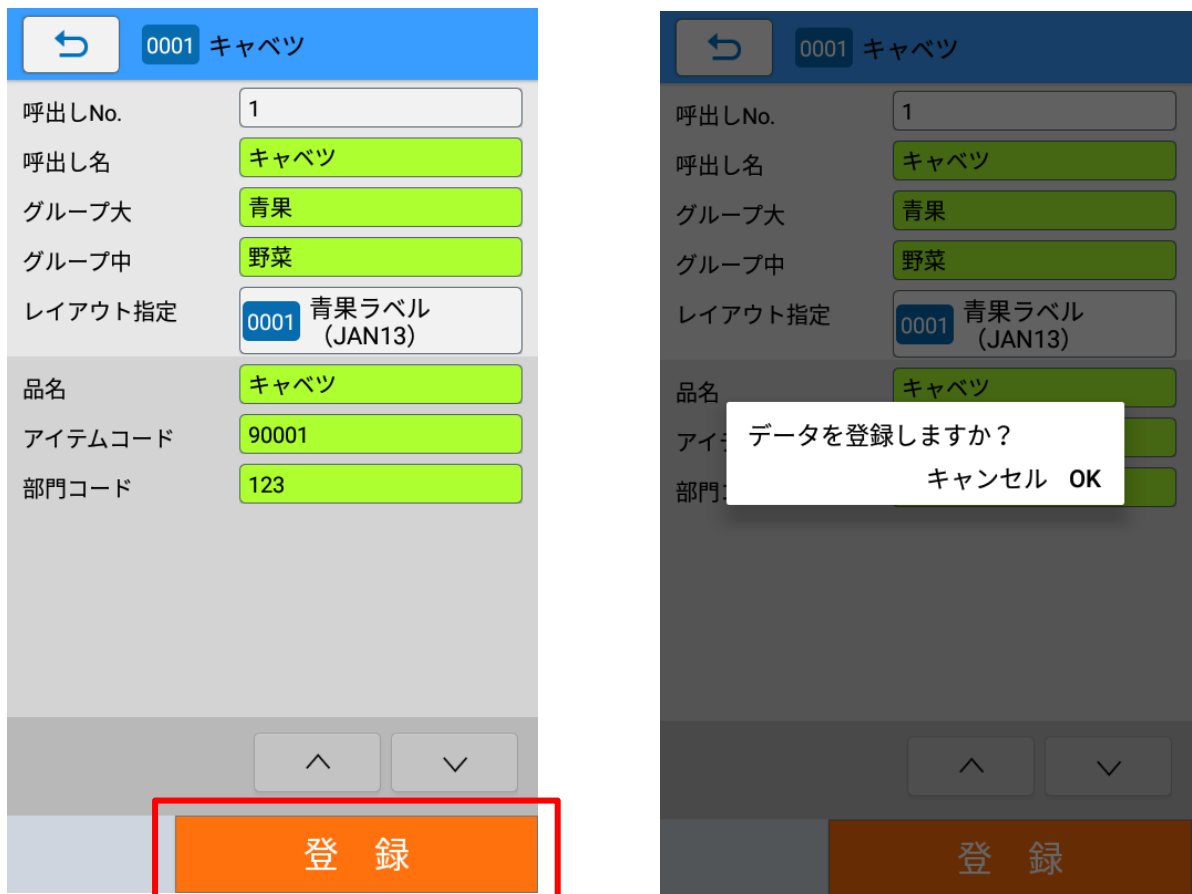 0001 キャベツ
呼出しNo. 1
呼出し名 キャベツ
グループ大 青果
グループ中 野菜
レイアウト指定 0001 青果ラベル
（JAN13）
品名 キャベツ
アイテムコード 90001
部門コード 123
登 録
0001 キャベツ
呼出しNo. 1
呼出し名 キャベツ
グループ大 青果
グループ中 野菜
レイアウト指定 0001 青果ラベル
（JAN13）
品名 キャベツ
アイ
データを登録しますか？
キャンセル OK
部門
登 録